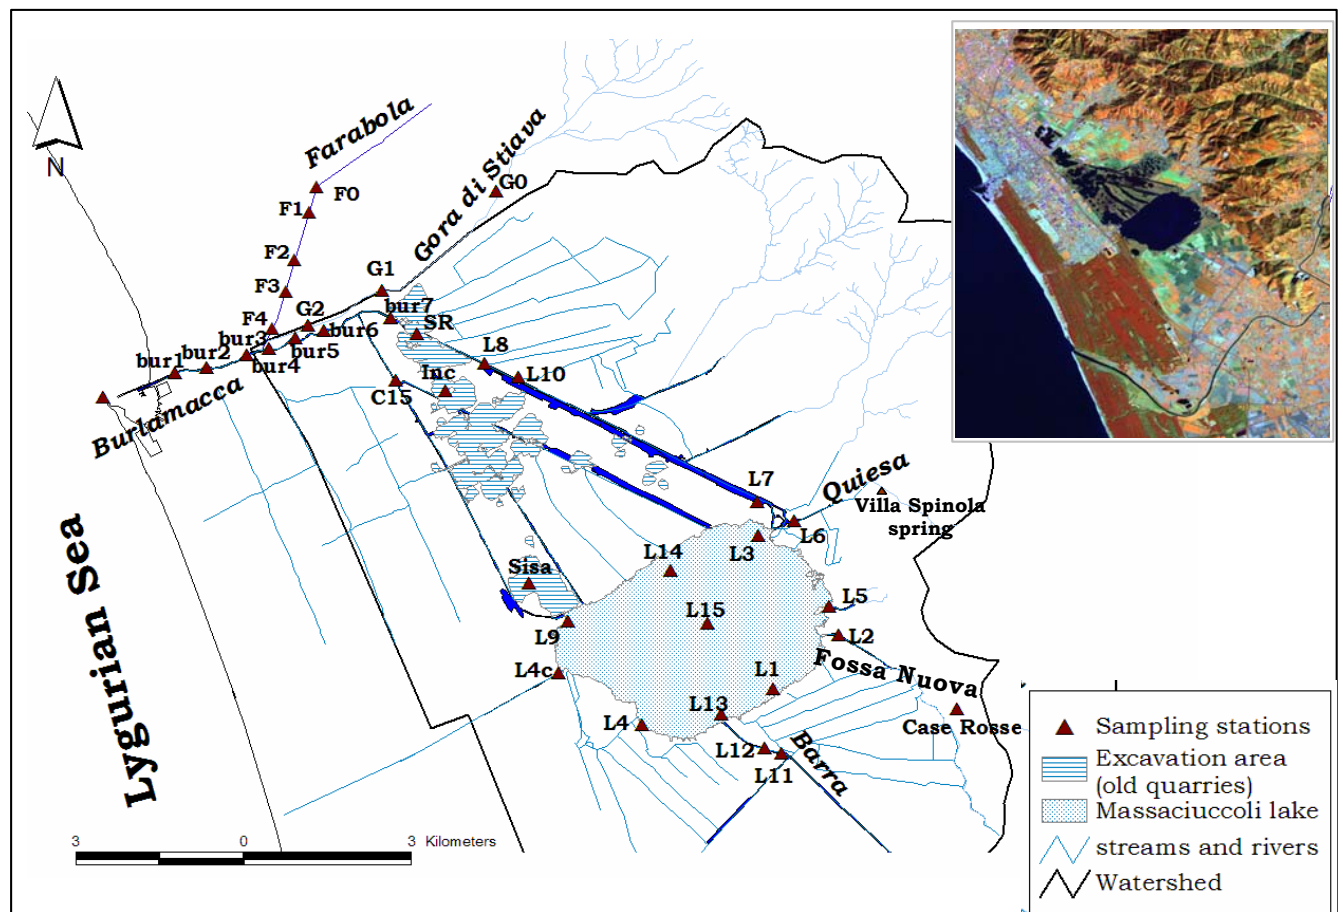 Farabola
Gora di Stiava
N
F0
G0
F1
F2
G1
F3
G2
bur7
F4
SR
bur6
bur3
bur5
L8
bur1
bur2
bur4
Inc
L10
C15
Burlamacca
L7
Quiesa
Villa Spinola
spring
L6
L3
L14
Sisa
L5
L15
L9
L2
Fossa Nuova
L4c
L1
L13
L4
Case Rosse
L12
Barra
L11
Lygurian Sea
Sampling stations
Excavation area
(old quarries)
Massaciuccoli lake
streams and rivers
Watershed
3 0 3 Kilometers